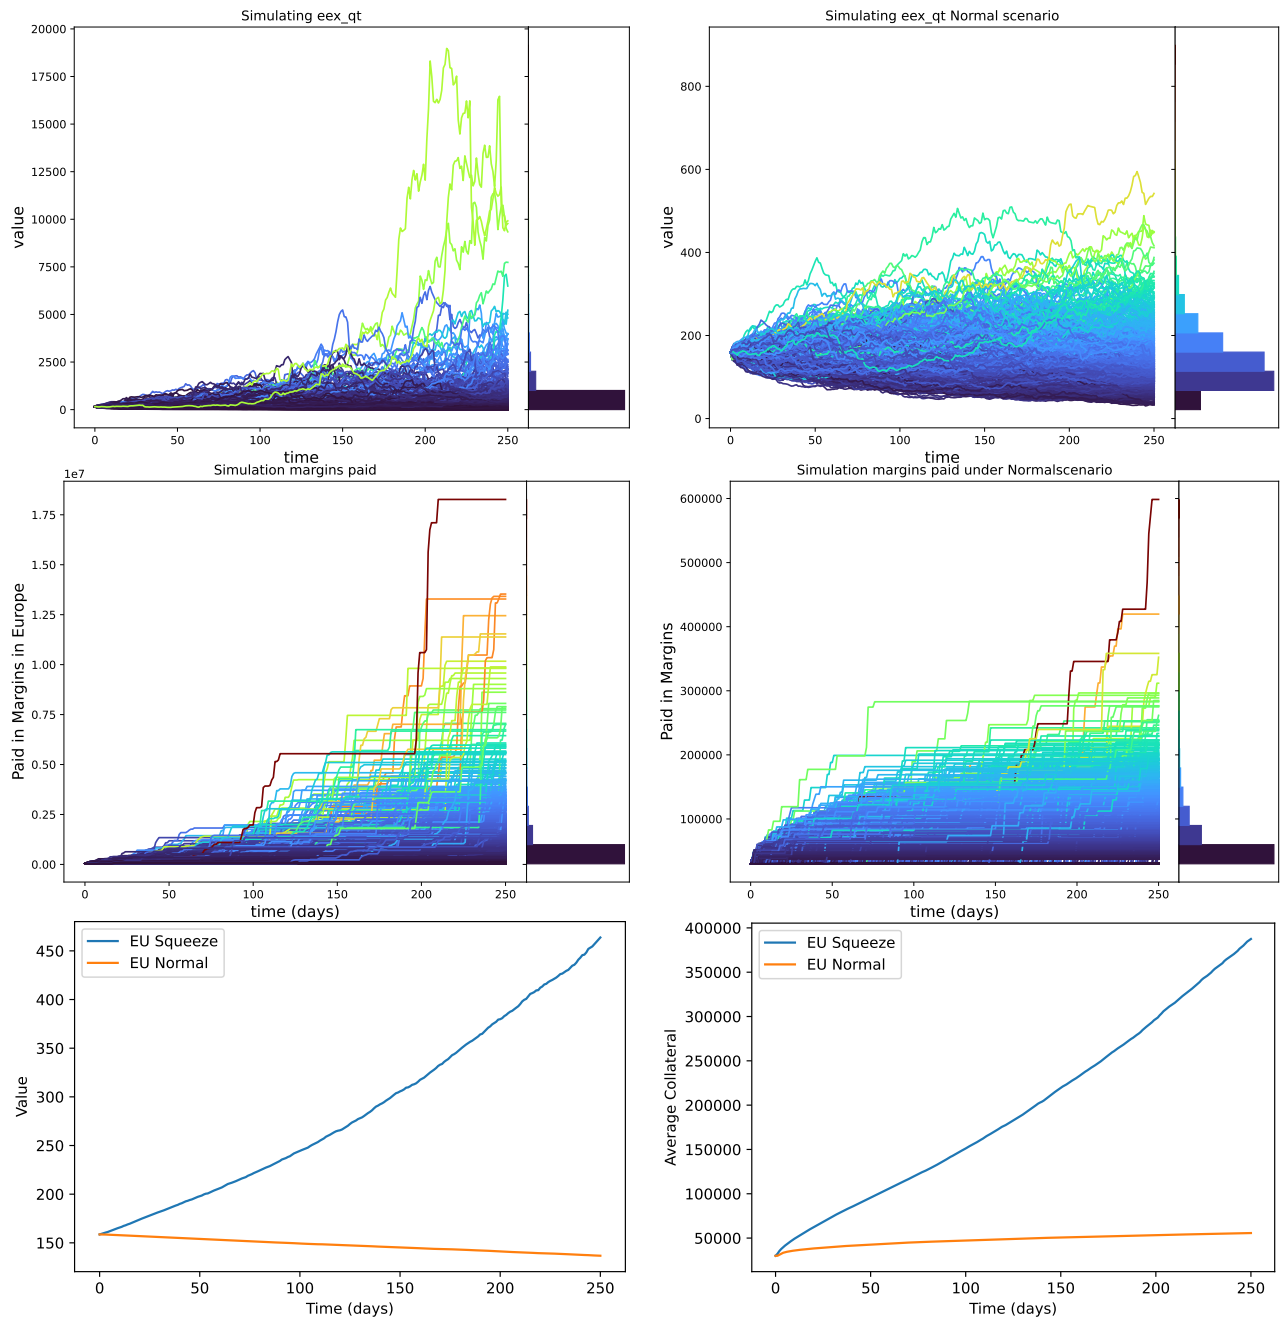 Simulating eex_qt
20000
17500
15000
12500
10000
7500
5000
2500
0
value
0 50 100 150 200 250
time
Simulating eex_qt Normal scenario
800
600
400
200
0
value
0 50 100 150 200 250
time
Simulation margins paid
1e7
1.75
1.50
1.25
1.00
0.75
0.50
0.25
0.00
Paid in Margins in Europe
0 50 100 150 200 250
time (days)
Simulation margins paid under Normalscenario
600000
500000
400000
300000
200000
100000
Paid in Margins
0 50 100 150 200 250
time (days)
EU Squeeze
EU Normal
450
400
350
300
250
200
150
Value
0 50 100 150 200 250
Time (days)
EU Squeeze
EU Normal
400000
350000
300000
250000
200000
150000
100000
50000
Average Collateral
0 50 100 150 200 250
Time (days)